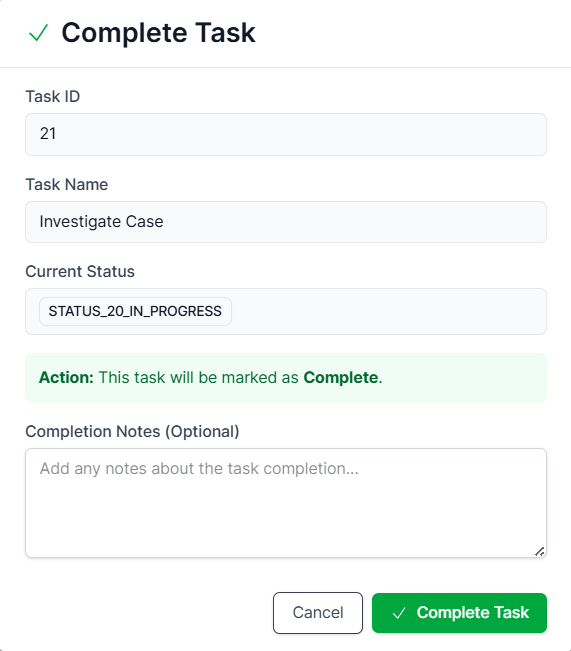 Complete Task
Task ID
21
Task Name
Investigate Case
Current Status
STATUS_20_IN_PROGRESS
Action: This task will be marked as Complete.
Completion Notes (Optional)
Add any notes about the task completion...
Cancel
Complete Task